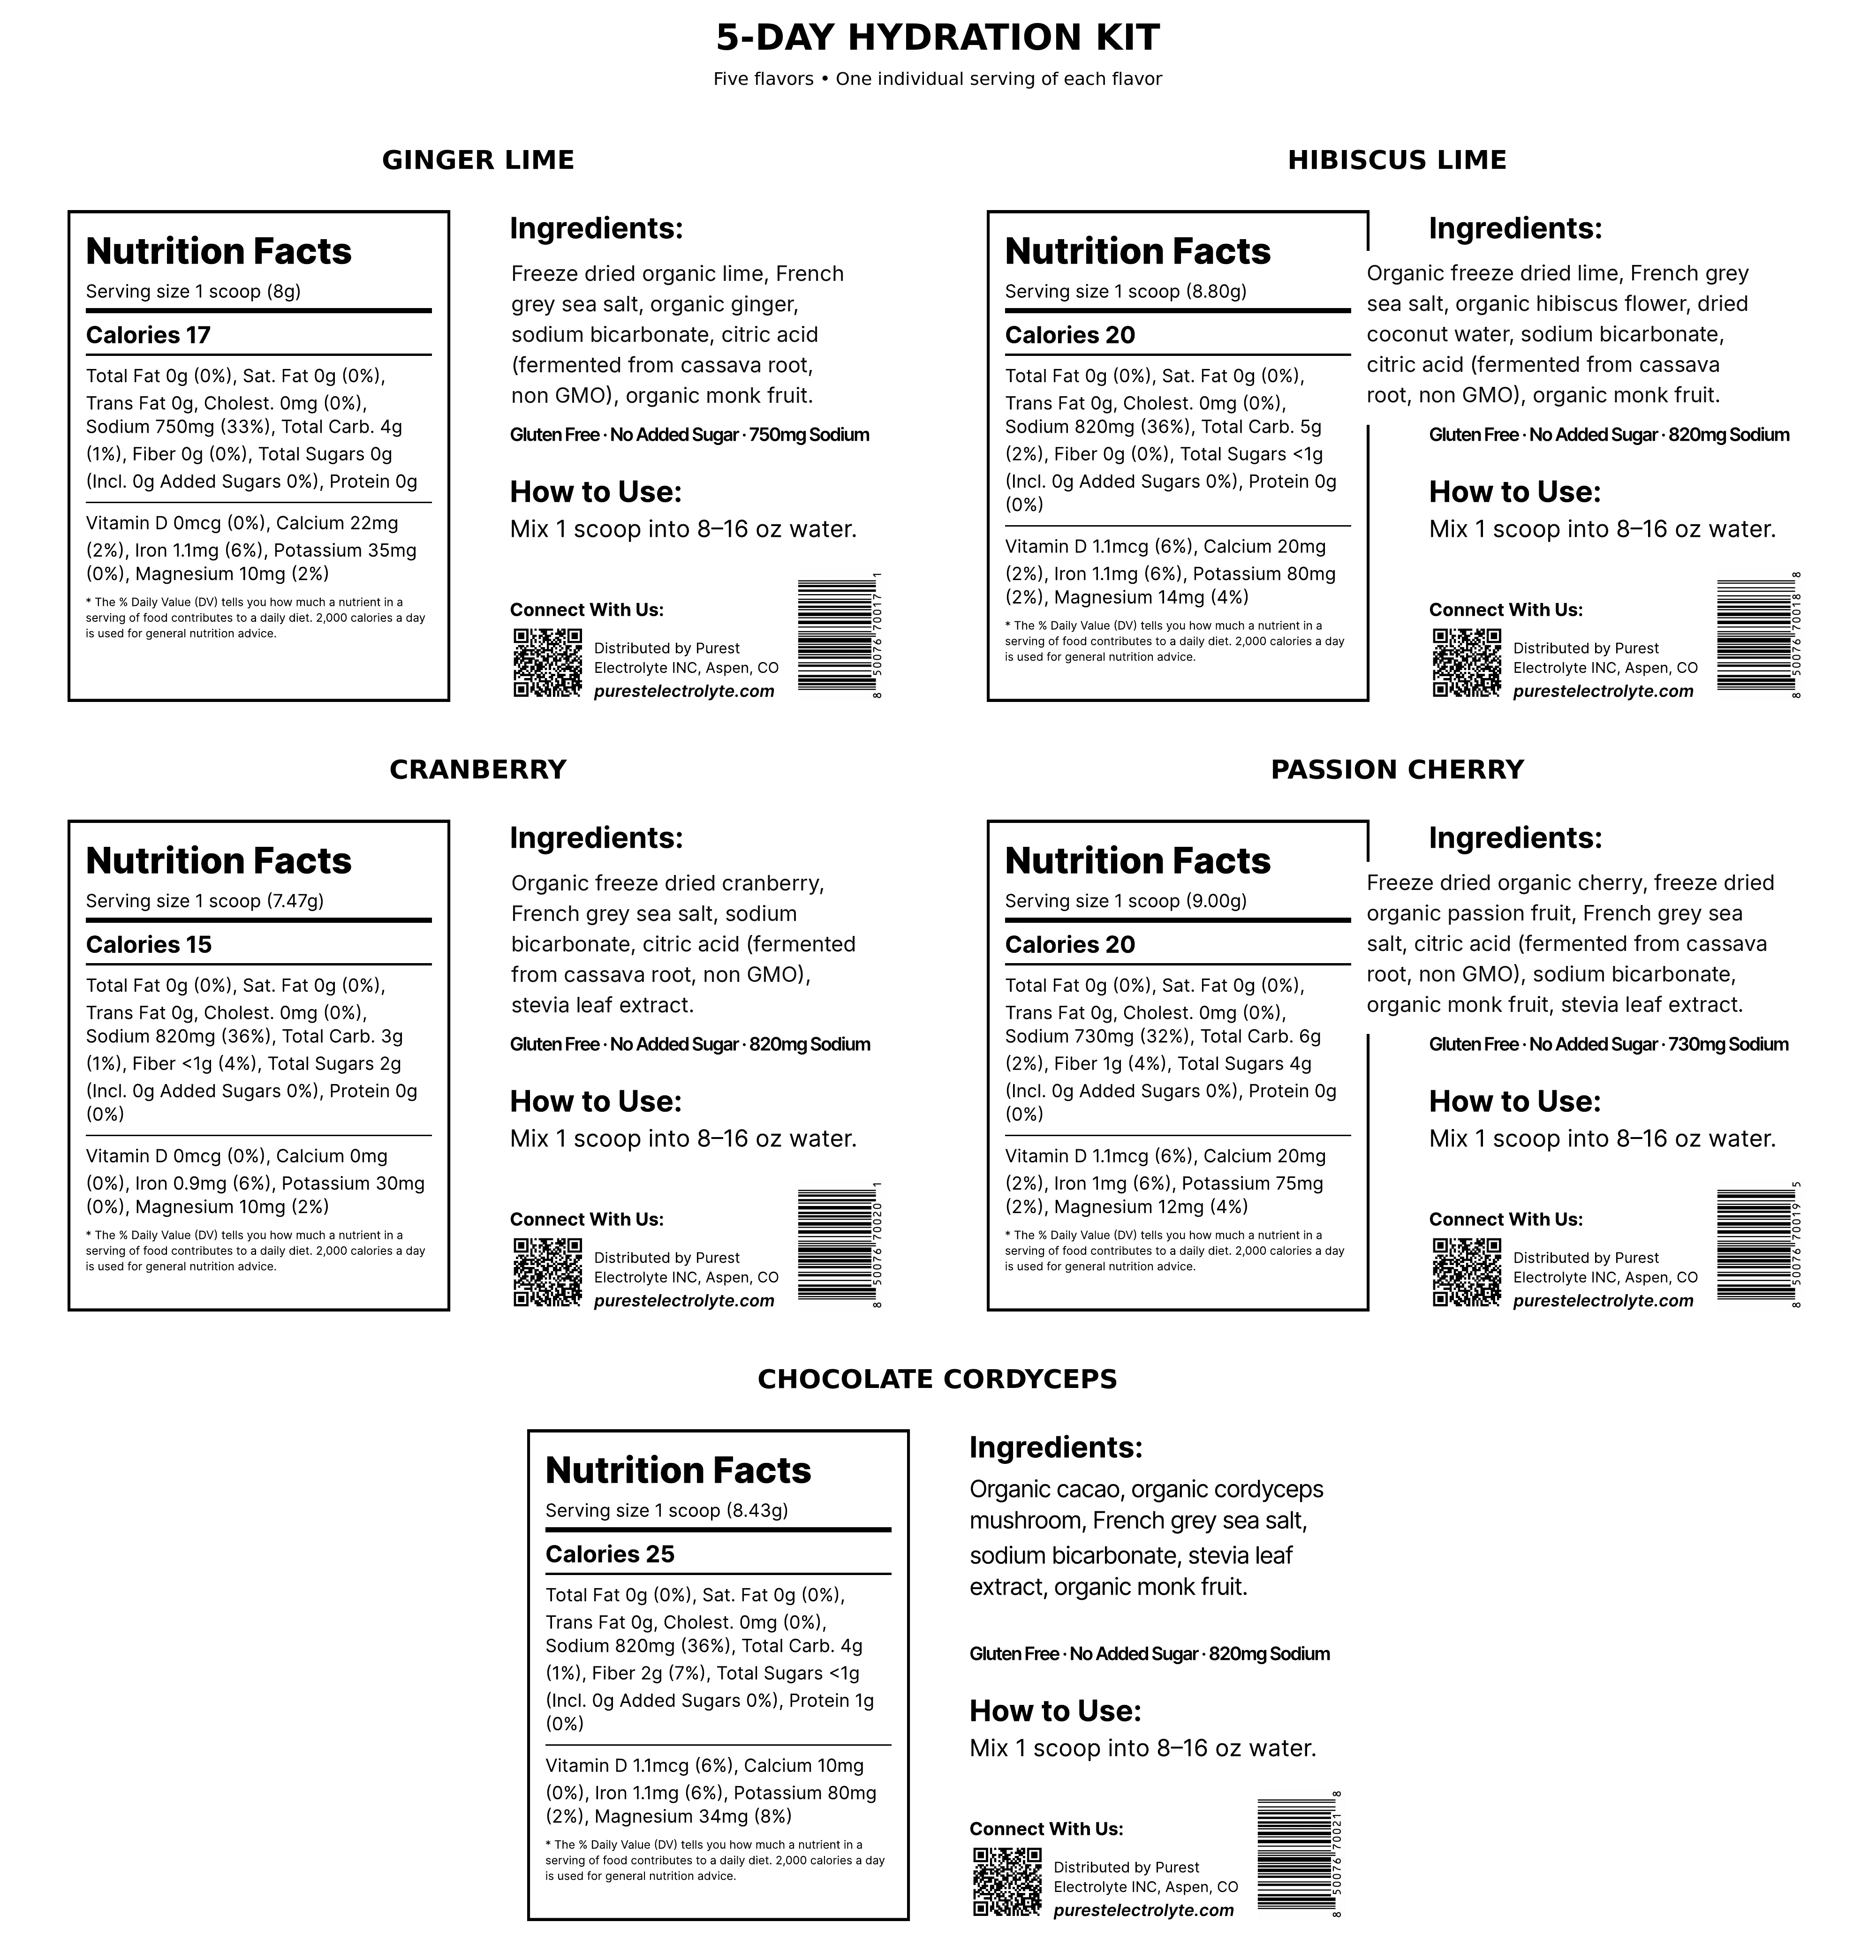 5-DAY HYDRATION KIT
Five flavors • One individual serving of each flavor
GINGER LIME
Nutrition Facts
Serving size 1 scoop (8g)
Calories 17
Total Fat 0g (0%), Sat. Fat 0g (0%),
Trans Fat 0g, Cholest. 0mg (0%),
Sodium 750mg (33%), Total Carb. 4g
(1%), Fiber 0g (0%), Total Sugars 0g
(Incl. 0g Added Sugars 0%), Protein 0g
Vitamin D 0mcg (0%), Calcium 22mg
(2%), Iron 1.1mg (6%), Potassium 35mg
(0%), Magnesium 10mg (2%)
* The % Daily Value (DV) tells you how much a nutrient in a
serving of food contributes to a daily diet. 2,000 calories a day
is used for general nutrition advice.
Ingredients:
Freeze dried organic lime, French
grey sea salt, organic ginger,
sodium bicarbonate, citric acid
(fermented from cassava root,
non GMO), organic monk fruit.
Gluten Free · No Added Sugar · 750mg Sodium
How to Use:
Mix 1 scoop into 8–16 oz water.
Connect With Us:
Distributed by Purest
Electrolyte INC, Aspen, CO
purestelectrolyte.com
8 50076 70017 1
HIBISCUS LIME
Nutrition Facts
Serving size 1 scoop (8.80g)
Calories 20
Total Fat 0g (0%), Sat. Fat 0g (0%),
Trans Fat 0g, Cholest. 0mg (0%),
Sodium 820mg (36%), Total Carb. 5g
(2%), Fiber 0g (0%), Total Sugars <1g
(Incl. 0g Added Sugars 0%), Protein 0g
(0%)
Vitamin D 1.1mcg (6%), Calcium 20mg
(2%), Iron 1.1mg (6%), Potassium 80mg
(2%), Magnesium 14mg (4%)
* The % Daily Value (DV) tells you how much a nutrient in a
serving of food contributes to a daily diet. 2,000 calories a day
is used for general nutrition advice.
Ingredients:
Organic freeze dried lime, French grey
sea salt, organic hibiscus flower, dried
coconut water, sodium bicarbonate,
citric acid (fermented from cassava
root, non GMO), organic monk fruit.
Gluten Free · No Added Sugar · 820mg Sodium
How to Use:
Mix 1 scoop into 8–16 oz water.
Connect With Us:
Distributed by Purest
Electrolyte INC, Aspen, CO
purestelectrolyte.com
8 50076 70018 8
CRANBERRY
Nutrition Facts
Serving size 1 scoop (7.47g)
Calories 15
Total Fat 0g (0%), Sat. Fat 0g (0%),
Trans Fat 0g, Cholest. 0mg (0%),
Sodium 820mg (36%), Total Carb. 3g
(1%), Fiber <1g (4%), Total Sugars 2g
(Incl. 0g Added Sugars 0%), Protein 0g
(0%)
Vitamin D 0mcg (0%), Calcium 0mg
(0%), Iron 0.9mg (6%), Potassium 30mg
(0%), Magnesium 10mg (2%)
* The % Daily Value (DV) tells you how much a nutrient in a
serving of food contributes to a daily diet. 2,000 calories a day
is used for general nutrition advice.
Ingredients:
Organic freeze dried cranberry,
French grey sea salt, sodium
bicarbonate, citric acid (fermented
from cassava root, non GMO),
stevia leaf extract.
Gluten Free · No Added Sugar · 820mg Sodium
How to Use:
Mix 1 scoop into 8–16 oz water.
Connect With Us:
Distributed by Purest
Electrolyte INC, Aspen, CO
purestelectrolyte.com
8 50076 70020 1
PASSION CHERRY
Nutrition Facts
Serving size 1 scoop (9.00g)
Calories 20
Total Fat 0g (0%), Sat. Fat 0g (0%),
Trans Fat 0g, Cholest. 0mg (0%),
Sodium 730mg (32%), Total Carb. 6g
(2%), Fiber 1g (4%), Total Sugars 4g
(Incl. 0g Added Sugars 0%), Protein 0g
(0%)
Vitamin D 1.1mcg (6%), Calcium 20mg
(2%), Iron 1mg (6%), Potassium 75mg
(2%), Magnesium 12mg (4%)
* The % Daily Value (DV) tells you how much a nutrient in a
serving of food contributes to a daily diet. 2,000 calories a day
is used for general nutrition advice.
Ingredients:
Freeze dried organic cherry, freeze dried
organic passion fruit, French grey sea
salt, citric acid (fermented from cassava
root, non GMO), sodium bicarbonate,
organic monk fruit, stevia leaf extract.
Gluten Free · No Added Sugar · 730mg Sodium
How to Use:
Mix 1 scoop into 8–16 oz water.
Connect With Us:
Distributed by Purest
Electrolyte INC, Aspen, CO
purestelectrolyte.com
8 50076 70019 5
CHOCOLATE CORDYCEPS
Nutrition Facts
Serving size 1 scoop (8.43g)
Calories 25
Total Fat 0g (0%), Sat. Fat 0g (0%),
Trans Fat 0g, Cholest. 0mg (0%),
Sodium 820mg (36%), Total Carb. 4g
(1%), Fiber 2g (7%), Total Sugars <1g
(Incl. 0g Added Sugars 0%), Protein 1g
(0%)
Vitamin D 1.1mcg (6%), Calcium 10mg
(0%), Iron 1.1mg (6%), Potassium 80mg
(2%), Magnesium 34mg (8%)
* The % Daily Value (DV) tells you how much a nutrient in a
serving of food contributes to a daily diet. 2,000 calories a day
is used for general nutrition advice.
Ingredients:
Organic cacao, organic cordyceps
mushroom, French grey sea salt,
sodium bicarbonate, stevia leaf
extract, organic monk fruit.
Gluten Free · No Added Sugar · 820mg Sodium
How to Use:
Mix 1 scoop into 8–16 oz water.
Connect With Us:
Distributed by Purest
Electrolyte INC, Aspen, CO
purestelectrolyte.com
8 50076 70021 8